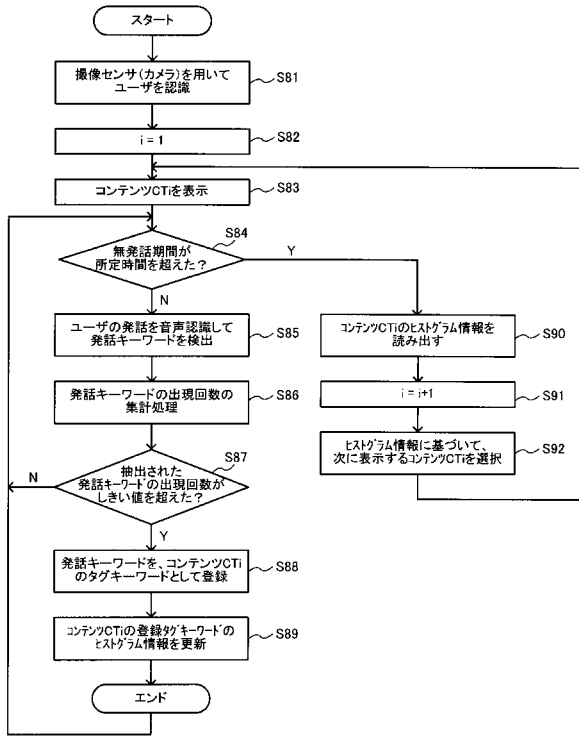 スタート
撮像センサ(カメラ)を用いて
ユーザを認識
S81
i = 1
S82
コンテンツCTiを表示
S83
S84
無発話期間が
所定時間を超えた?
Y
N
ユーザの発話を音声認識して
発話キーワードを検出
S85
コンテンツCTiのヒストグラム情報を
読み出す
S90
発話キーワードの出現回数の
集計処理
S86
i = i+1
S91
S87
抽出された
発話キーワードの出現回数が
しきい値を超えた?
N
Y
ヒストグラム情報に基づいて、
次に表示するコンテンツCTiを選択
S92
発話キーワードを、コンテンツCTi
のタグキーワードとして登録
S88
コンテンツCTiの登録タグキーワードの
ヒストグラム情報を更新
S89
エンド